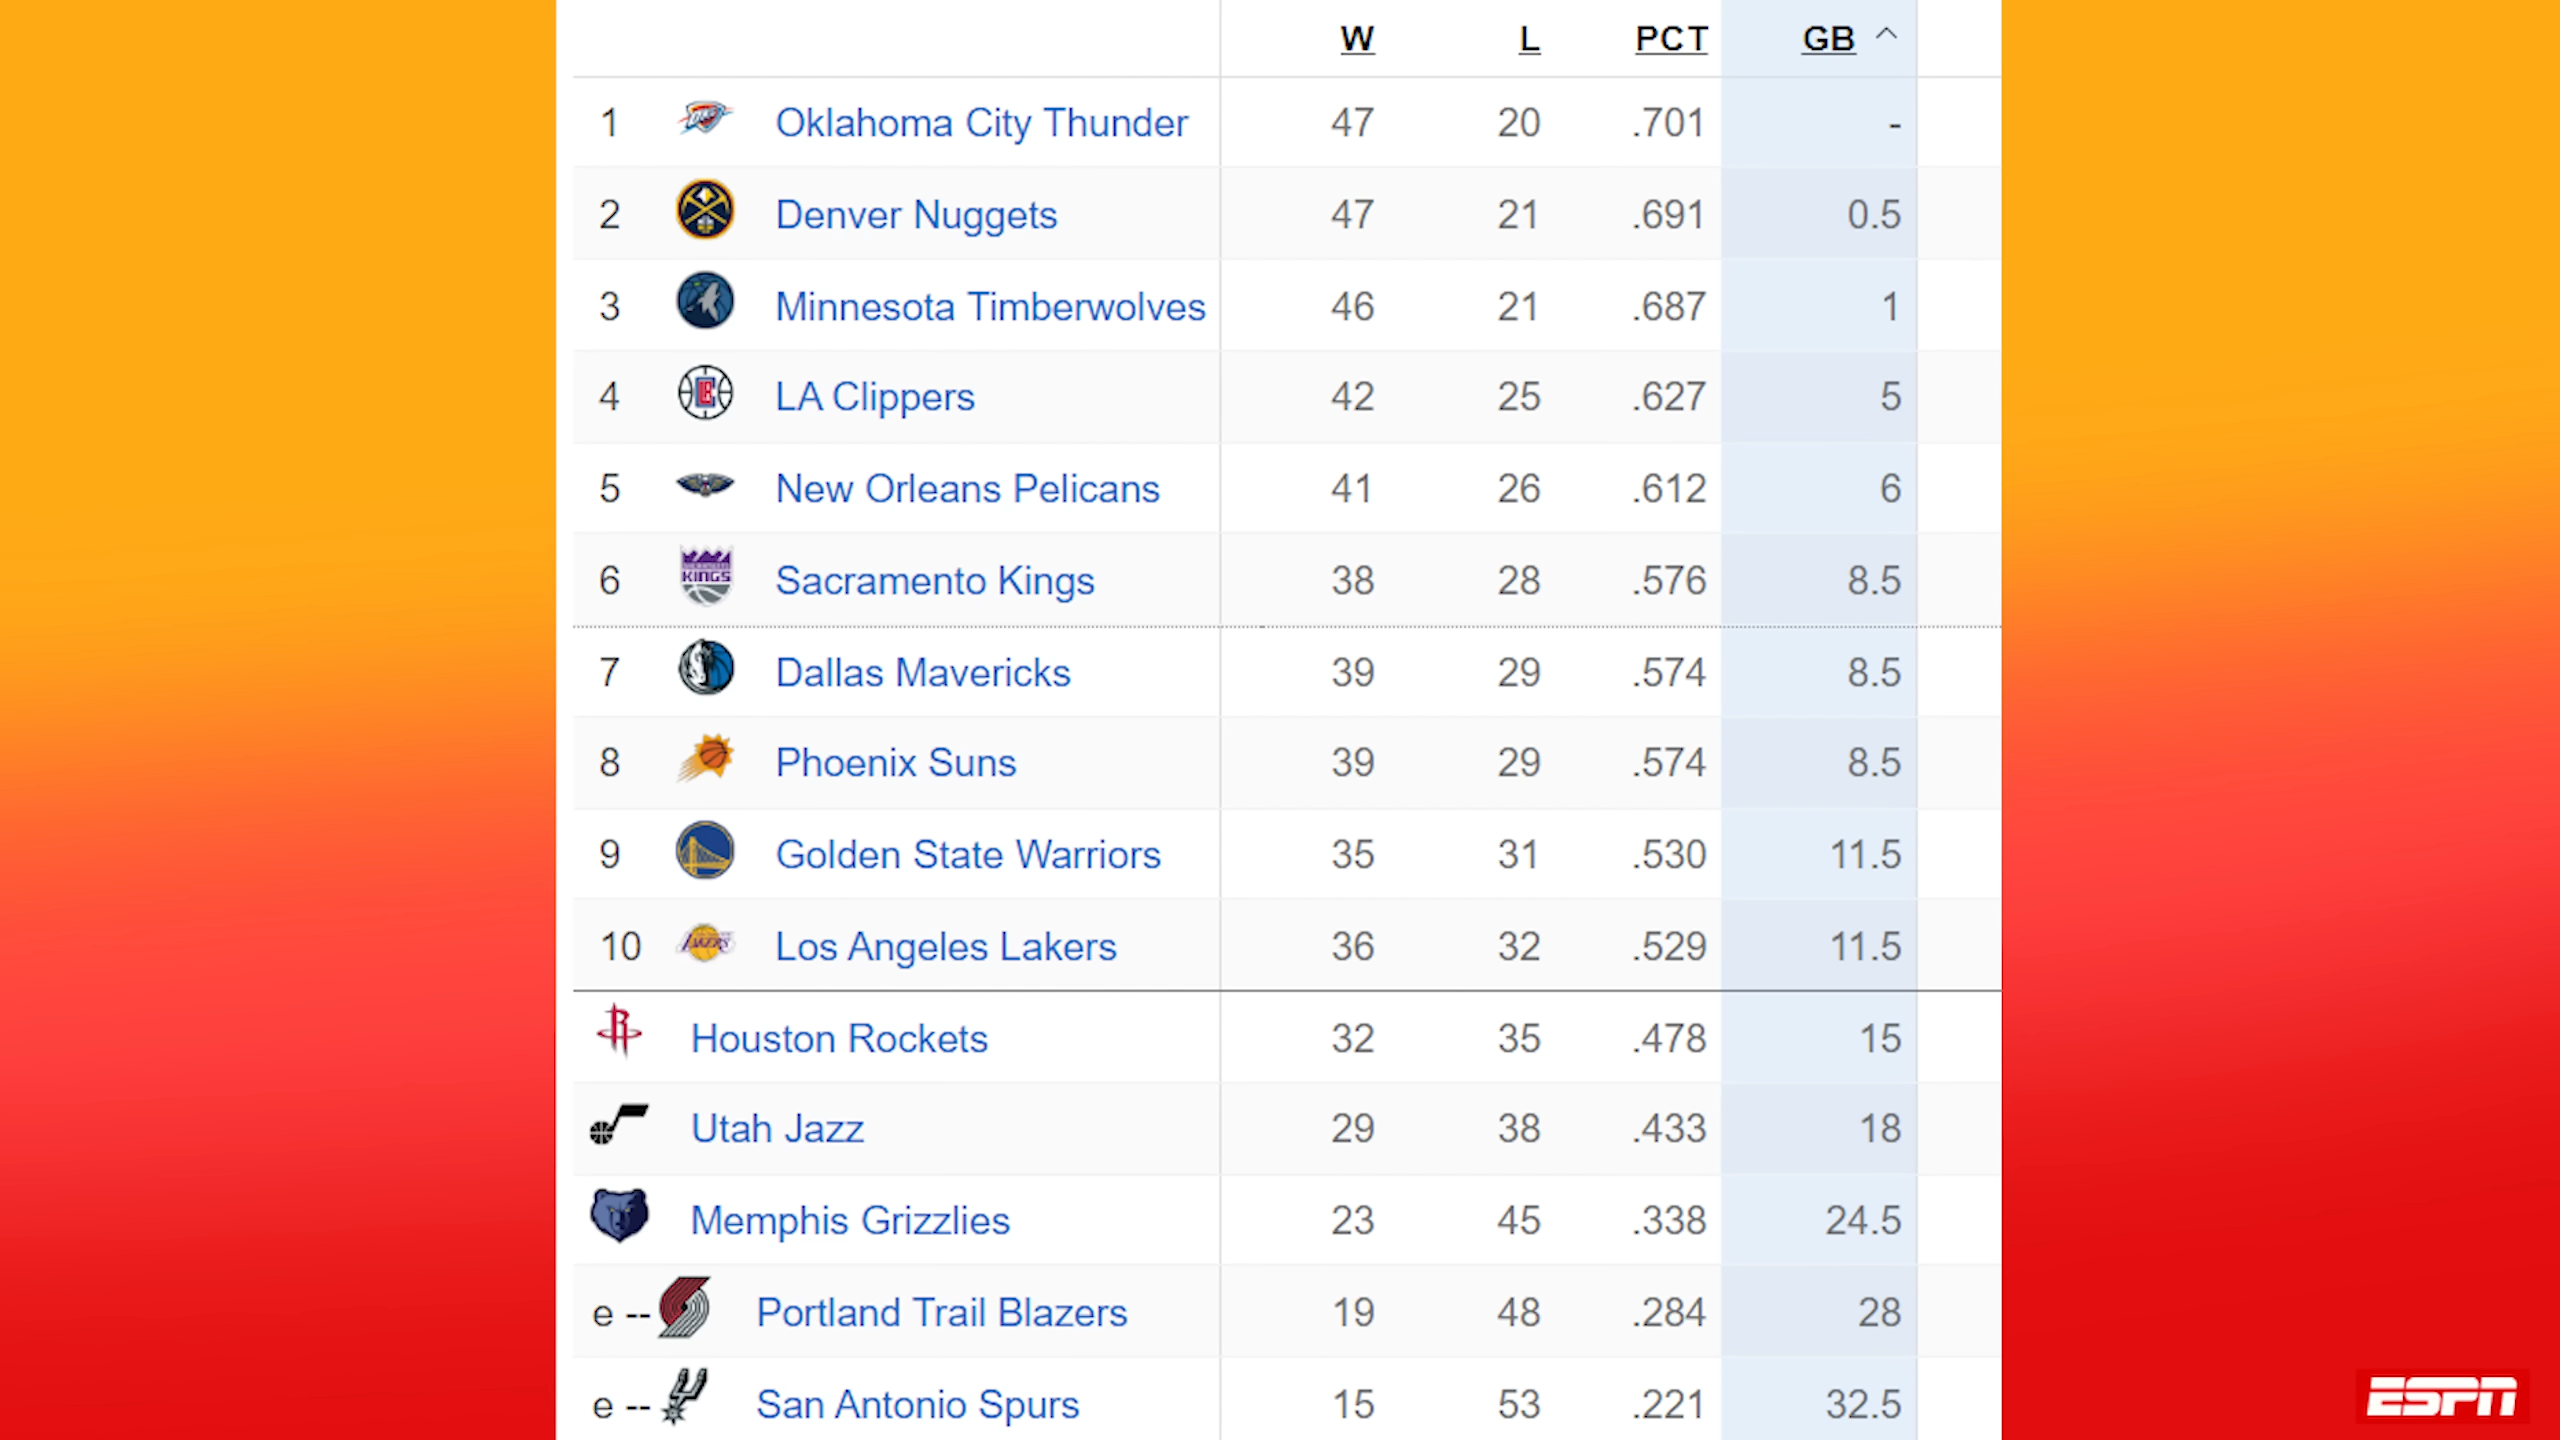 W L PCT GB
1 Oklahoma City Thunder 47 20 .701 -
2 Denver Nuggets 47 21 .691 0.5
3 Minnesota Timberwolves 46 21 .687 1
4 LA Clippers 42 25 .627 5
5 New Orleans Pelicans 41 26 .612 6
6 KINGS Sacramento Kings 38 28 .576 8.5
7 Dallas Mavericks 39 29 .574 8.5
8 Phoenix Suns 39 29 .574 8.5
9 Golden State Warriors 35 31 .530 11.5
10 LAKERS Los Angeles Lakers 36 32 .529 11.5
Houston Rockets 32 35 .478 15
Utah Jazz 29 38 .433 18
Memphis Grizzlies 23 45 .338 24.5
e -- Portland Trail Blazers 19 48 .284 28
e -- San Antonio Spurs 15 53 .221 32.5
ESPN